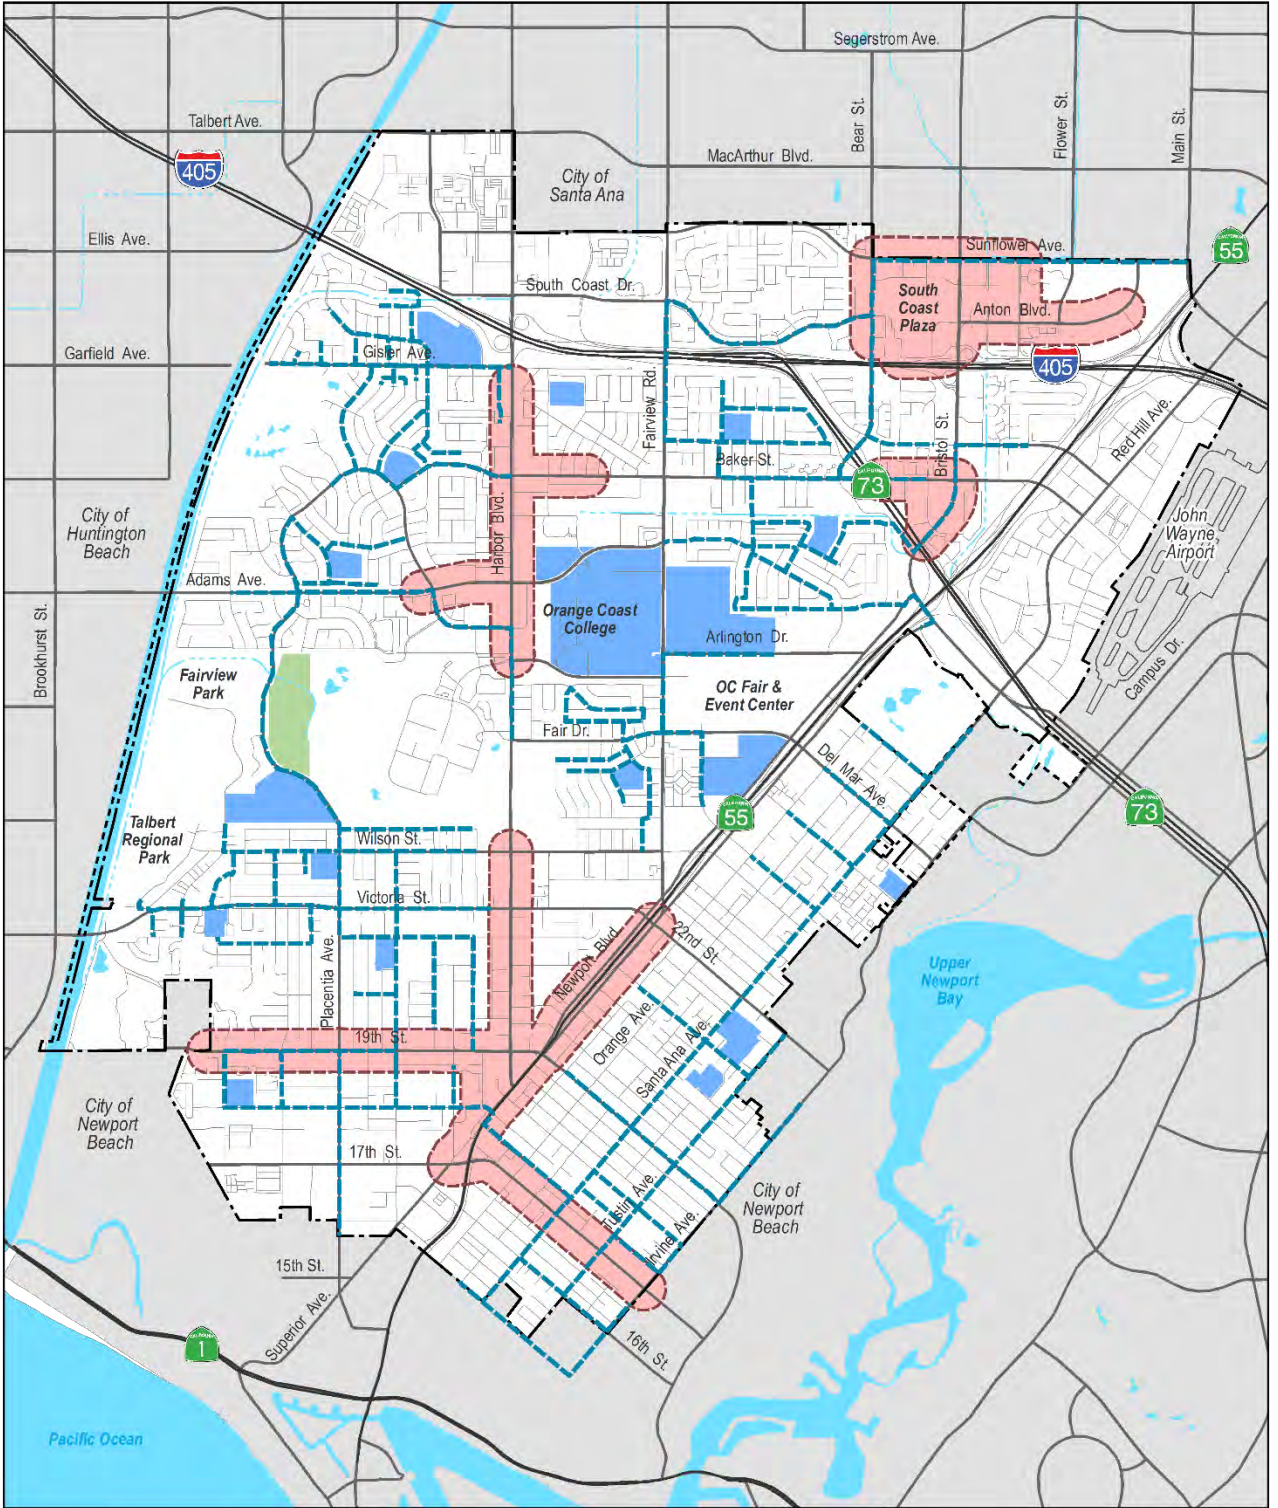 Segerstrom Ave.
Talbert Ave.
Bear St.
Flower St.
Main St.
MacArthur Blvd.
405
City of
Santa Ana
Ellis Ave.
Sunflower Ave.
55
South Coast Dr.
South
Coast
Plaza
Anton Blvd.
Garfield Ave.
Gisler Ave.
405
Fairview Rd.
Bristol St.
Red Hill Ave.
Baker St.
73
Harbor Blvd.
City of
Huntington
Beach
John
Wayne
Airport
Adams Ave.
Brookhurst St.
Orange Coast
College
Arlington Dr.
Campus Dr.
Fairview
Park
OC Fair &
Event Center
Fair Dr.
Del Mar Ave.
55
73
Talbert
Regional
Park
Wilson St.
Victoria St.
Placentia Ave.
Newport Blvd.
22nd St.
Upper
Newport
Bay
Orange Ave.
Santa Ana Ave.
19th St.
City of
Newport
Beach
17th St.
Tustin Ave.
Irvine Ave.
City of
Newport
Beach
15th St.
Superior Ave.
16th St.
1
Pacific Ocean